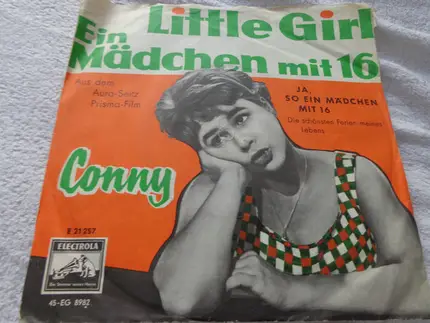 Little Girl
Ein
Mädchen mit 16
Aus dem
Aura-Seitz
Prisma-Film
JA,
SO EIN MÄDCHEN
MIT 16
Die schönsten Ferien meines
Lebens
Conny
E 21 257
ELECTROLA
Die Stimme seines Herrn
45-EG 8982